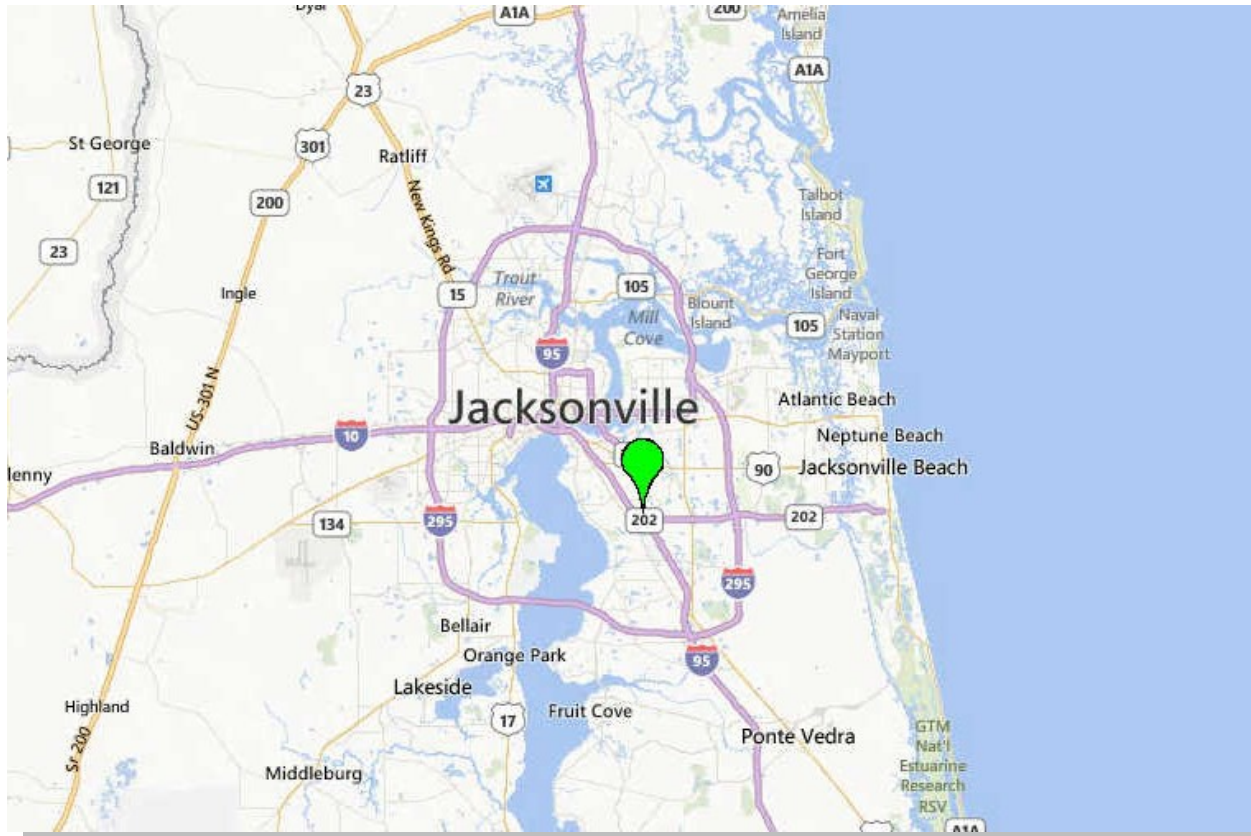 Dyal
A1A
200
Amelia
Island
A1A
23
301
St George
Ratliff
121
200
New Kings Rd
Talbot
Island
23
Fort
George
Island
Trout
River
105
Ingle
15
Blount
Island
Mill
Cove
105
Naval
Station
Mayport
95
US-301 N
Jacksonville
Atlantic Beach
10
Neptune Beach
Baldwin
90
Jacksonville Beach
lenny
134
295
202
202
295
Bellair
Orange Park
95
Lakeside
Highland
17
Fruit Cove
Sr 200
Ponte Vedra
GTM
Nat'l
Estuarine
Research
RSV
Middleburg
A1A